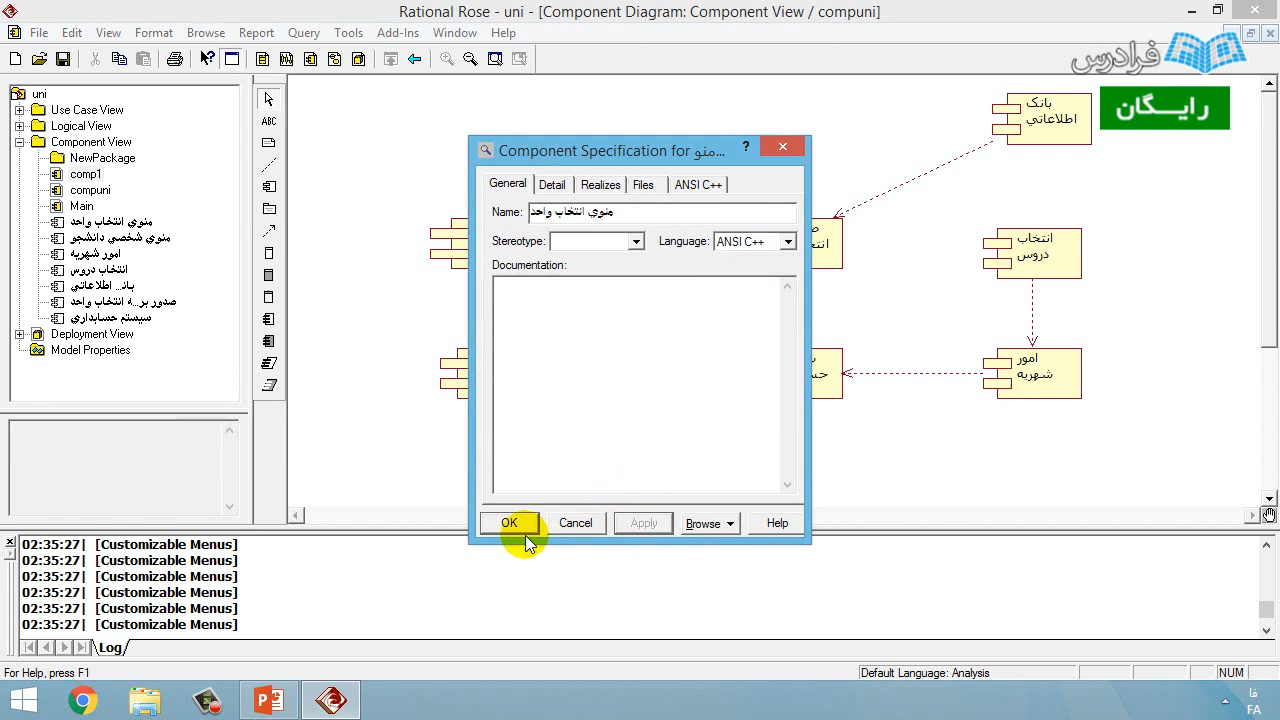 Rational Rose - uni - [Component Diagram: Component View / compuni]
File Edit View Format Browse Report Query Tools Add-Ins Window Help
فرادرس
رایـــگان
uni
Use Case View
Logical View
Component View
NewPackage
comp1
compuni
Main
منوي انتخاب واحد
منوي شخصي دانشجو
امور شهريه
انتخاب دروس
بانـ... اطلاعاتي
صدور بر...ه انتخاب واحد
سيستم حسابداري
Deployment View
Model Properties
ABC
بانک
اطلاعاتي
انتخاب
دروس
امور
شهريه
Component Specification for منو...
?
General Detail Realizes Files ANSI C++
Name: منوي انتخاب واحد
Stereotype: Language: ANSI C++
Documentation:
OK Cancel Apply Browse Help
02:35:27| [Customizable Menus]
02:35:27| [Customizable Menus]
02:35:27| [Customizable Menus]
02:35:27| [Customizable Menus]
02:35:27| [Customizable Menus]
02:35:27| [Customizable Menus]
Log
For Help, press F1 Default Language: Analysis NUM
فا
FA